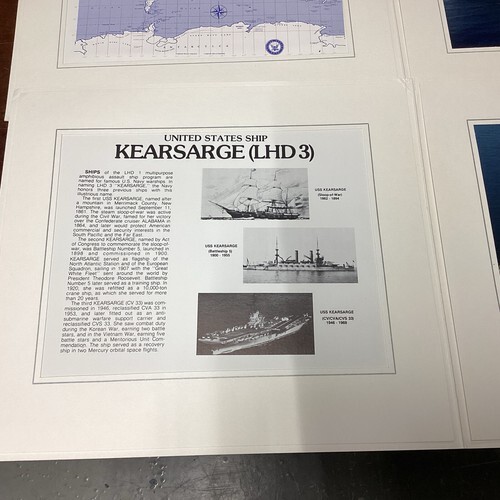 UNITED STATES SHIP
KEARSARGE (LHD 3)
SHIPS of the LHD 1 multipurpose
amphibious assault ship program are
named for famous U.S. Navy warships. In
naming LHD 3 "KEARSARGE," the Navy
honors three previous ships with this
illustrious name.
The first USS KEARSARGE, named after
a mountain in Merrimack County, New
Hampshire, was launched September 11,
1861. The steam sloop-of-war was active
during the Civil War, famed for her victory
over the Confederate cruiser ALABAMA in
1864, and later would protect American
commercial and security interests in the
South Pacific and the Far East.
The second KEARSARGE, named by Act
of Congress to commemorate the sloop-of-
war, was Battleship Number 5, launched in
1898 and commissioned in 1900.
KEARSARGE served as flagship of the
North Atlantic Station and of the European
Squadron, sailing in 1907 with the "Great
White Fleet" sent around the world by
President Theodore Roosevelt. Battleship
Number 5 later served as a training ship. In
1920, she was refitted as a 10,000-ton
crane ship, as which she served for more
than 20 years.
The third KEARSARGE (CV 33) was com-
missioned in 1946, reclassified CVA 33 in
1953, and later fitted out as an anti-
submarine warfare support carrier and
reclassified CVS 33. She saw combat duty
during the Korean War, earning two battle
stars, and in the Vietnam War, earning five
battle stars and a Meritorious Unit Com-
mendation. The ship served as a recovery
ship in two Mercury orbital space flights.
USS KEARSARGE
(Sloop-of-War)
1862 - 1894
USS KEARSARGE
(Battleship 5)
1900 - 1955
USS KEARSARGE
(CV/CVA/CVS 33)
1946 - 1969